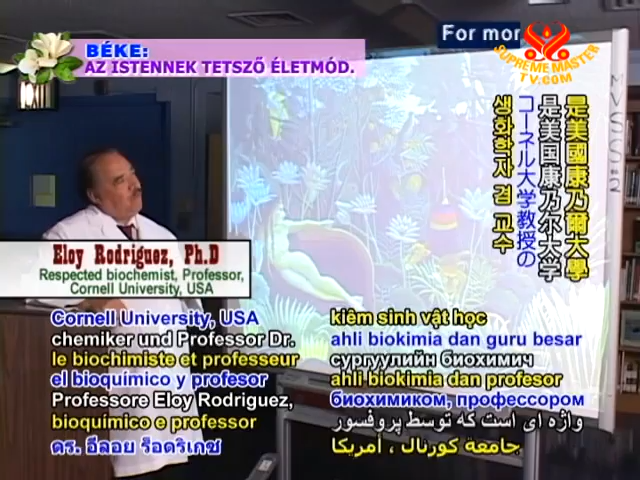 For mor
SUPREME MASTER
TV.COM
BÉKE:
AZ ISTENNEK TETSZŐ ÉLETMÓD.
是美國康乃爾大學
是美国康乃尔大学
コーネル大学教授の
생화학자 겸 교수
Eloy Rodriguez, Ph.D
Respected biochemist, Professor,
Cornell University, USA
Cornell University, USA
chemiker und Professor Dr.
le biochimiste et professeur
el bioquímico y profesor
Professore Eloy Rodriguez,
bioquímico e professor
ดร. อีลอย ร็อดริเกซ
kiêm sinh vật học
ahli biokimia dan guru besar
сургуулийн биохимич
ahli biokimia dan profesor
биохимиком, профессором
واژه ای است که توسط پروفسور
جامعة كورنال ، أمريكا